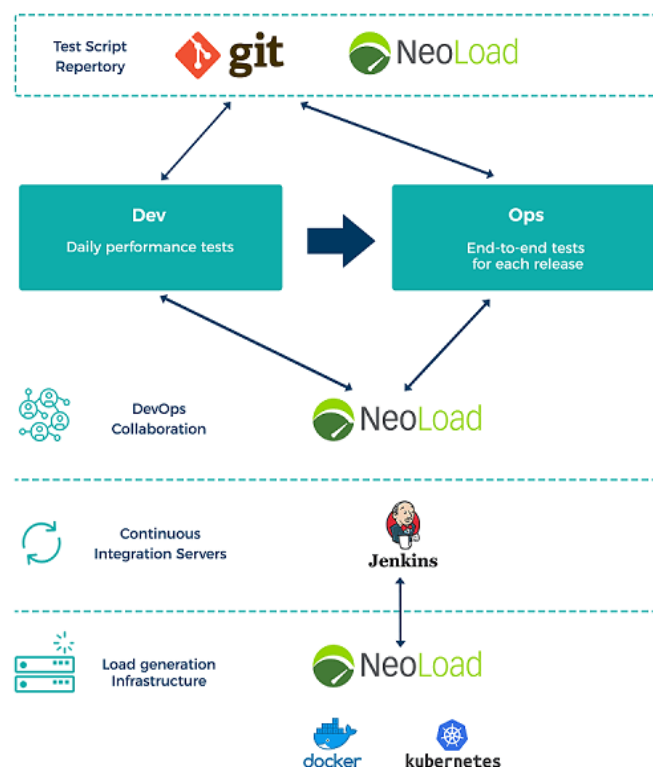 Test Script
Repertory
git
NeoLoad
Dev
Daily performance tests
Ops
End-to-end tests
for each release
DevOps
Collaboration
NeoLoad
Continuous
Integration Servers
Jenkins
Load generation
Infrastructure
NeoLoad
docker
kubernetes